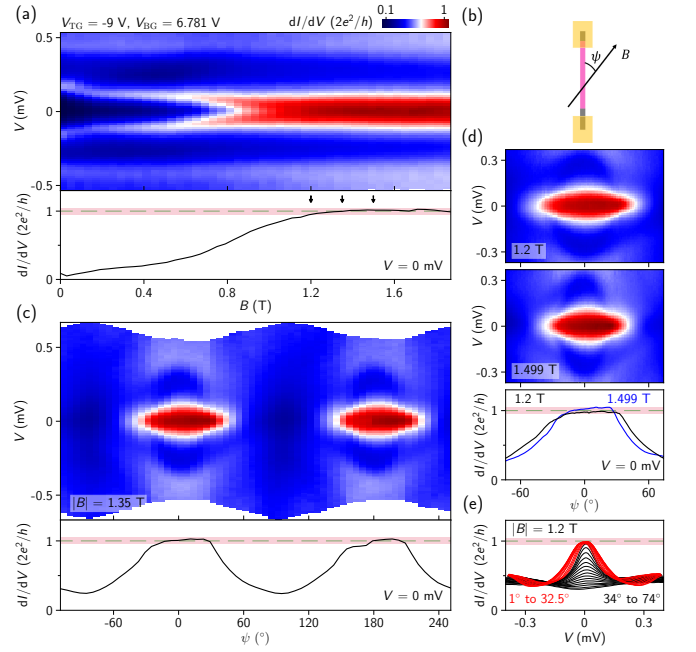 (a)
V_TG = -9 V, V_BG = 6.781 V
dI/dV (2e²/h)
0.1
1
0.5
0
-0.5
V (mV)
1
0
dI/dV (2e²/h)
V = 0 mV
0
0.4
0.8
1.2
1.6
B (T)
(b)
ψ
B
(c)
0.5
0
-0.5
V (mV)
|B| = 1.35 T
1
0
dI/dV (2e²/h)
V = 0 mV
-60
0
60
120
180
240
ψ (°)
(d)
0.3
0
-0.3
V (mV)
1.2 T
0.3
0
-0.3
V (mV)
1.499 T
1.2 T
1.499 T
1
0
dI/dV (2e²/h)
V = 0 mV
-60
0
60
ψ (°)
(e)
|B| = 1.2 T
1
0
dI/dV (2e²/h)
1° to 32.5°
34° to 74°
-0.3
0
0.3
V (mV)